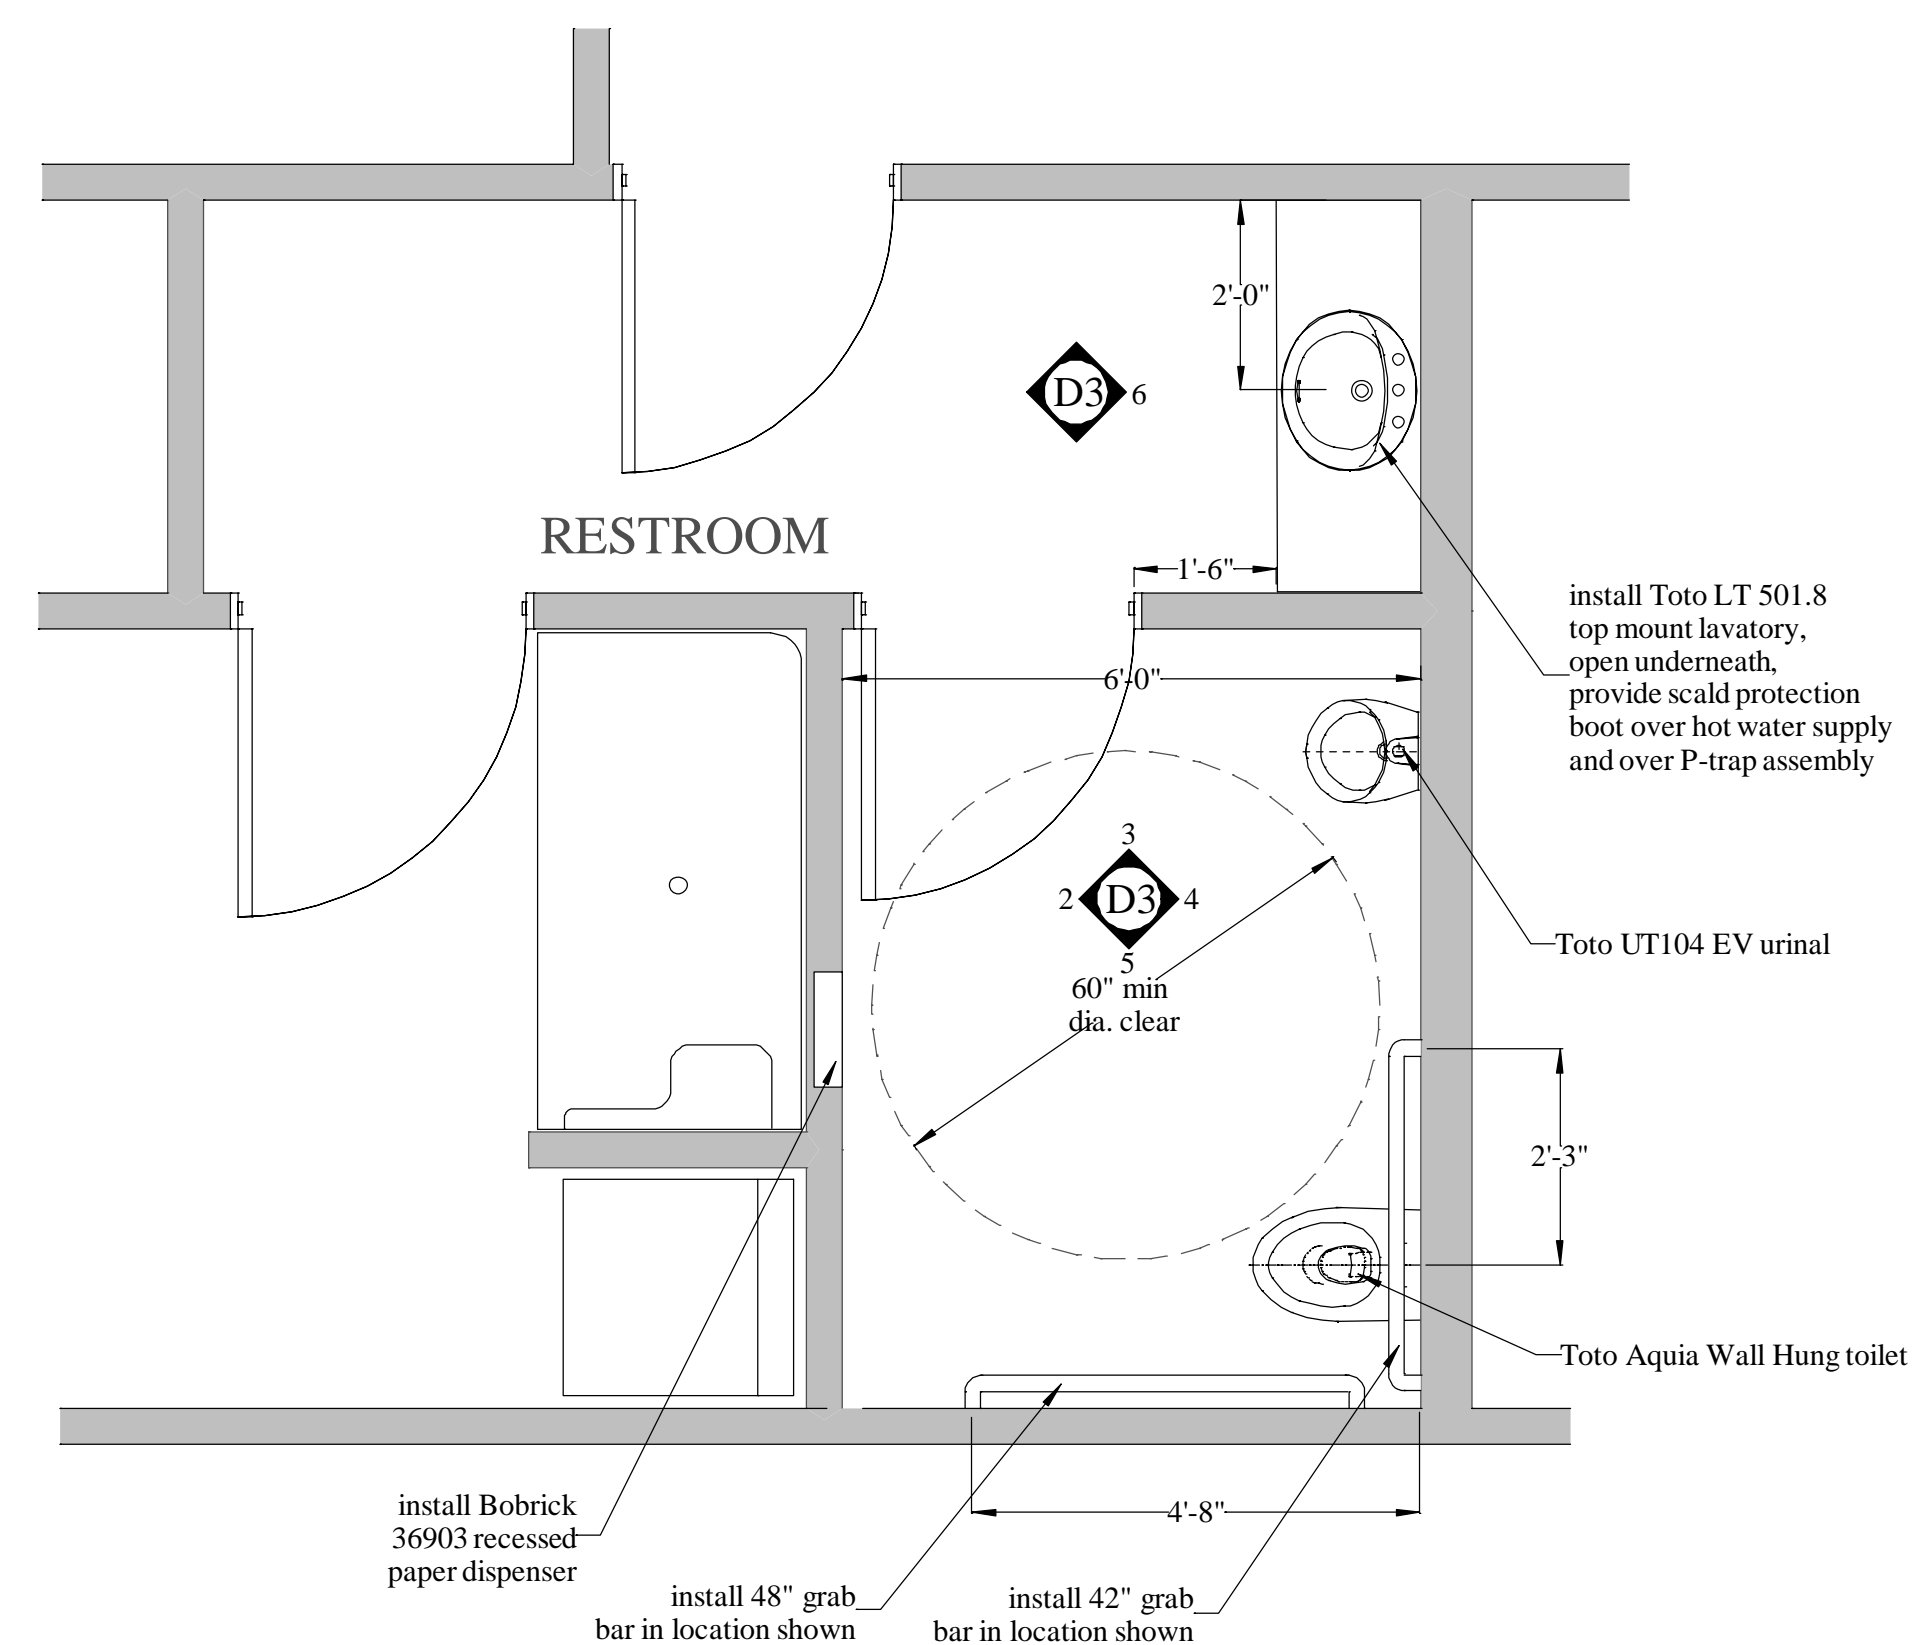 2'-0"
D3
6
RESTROOM
1'-6"
install Toto LT 501.8
top mount lavatory,
open underneath,
provide scald protection
boot over hot water supply
and over P-trap assembly
6'-0"
3
2
D3
4
5
Toto UT104 EV urinal
60" min
dia. clear
2'-3"
Toto Aquia Wall Hung toilet
4'-8"
install Bobrick
36903 recessed
paper dispenser
install 48" grab
bar in location shown
install 42" grab
bar in location shown